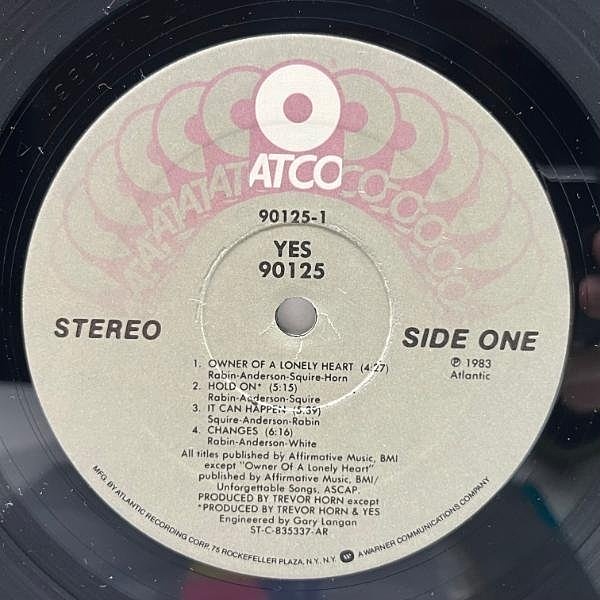 ATCO
90125-1
YES
90125
STEREO
SIDE ONE
℗ 1983
Atlantic
1. OWNER OF A LONELY HEART (4:27)
Rabin-Anderson-Squire-Horn
2. HOLD ON* (5:15)
Rabin-Anderson-Squire
3. IT CAN HAPPEN (5:39)
Squire-Anderson-Rabin
4. CHANGES (6:16)
Rabin-Anderson-White
All titles published by Affirmative Music, BMI
except "Owner Of A Lonely Heart"
published by Affirmative Music, BMI/
Unforgettable Songs, ASCAP.
PRODUCED BY TREVOR HORN except
*PRODUCED BY TREVOR HORN & YES
Engineered by Gary Langan
ST-C-835337-AR
MFG. BY ATLANTIC RECORDING CORP., 75 ROCKEFELLER PLAZA, N.Y., N.Y. A WARNER COMMUNICATIONS COMPANY